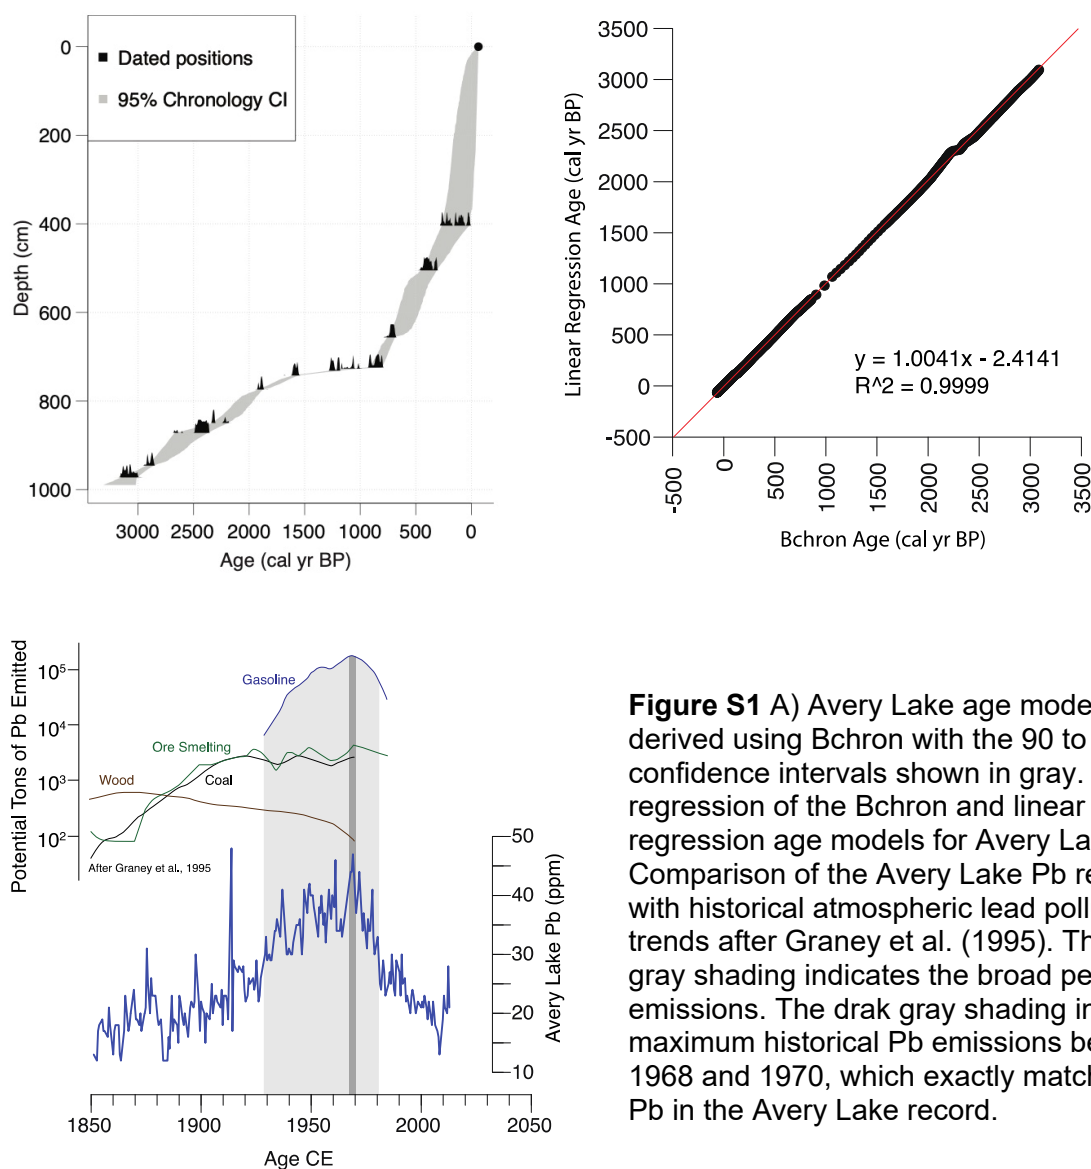 Dated positions
95% Chronology CI
0
200
400
600
800
1000
Depth (cm)
3000 2500 2000 1500 1000 500 0
Age (cal yr BP)
3500
3000
2500
2000
1500
1000
500
0
-500
Linear Regression Age (cal yr BP)
y = 1.0041x - 2.4141
R^2 = 0.9999
-500 0 500 1000 1500 2000 2500 3000 3500
Bchron Age (cal yr BP)
Potential Tons of Pb Emitted
10^5
10^4
10^3
10^2
Gasoline
Ore Smelting
Coal
Wood
After Graney et al., 1995
50
40
30
20
10
Avery Lake Pb (ppm)
1850 1900 1950 2000 2050
Age CE
Figure S1 A) Avery Lake age mode
derived using Bchron with the 90 to
confidence intervals shown in gray.
regression of the Bchron and linear
regression age models for Avery La
Comparison of the Avery Lake Pb re
with historical atmospheric lead poll
trends after Graney et al. (1995). Th
gray shading indicates the broad pe
emissions. The drak gray shading in
maximum historical Pb emissions be
1968 and 1970, which exactly match
Pb in the Avery Lake record.